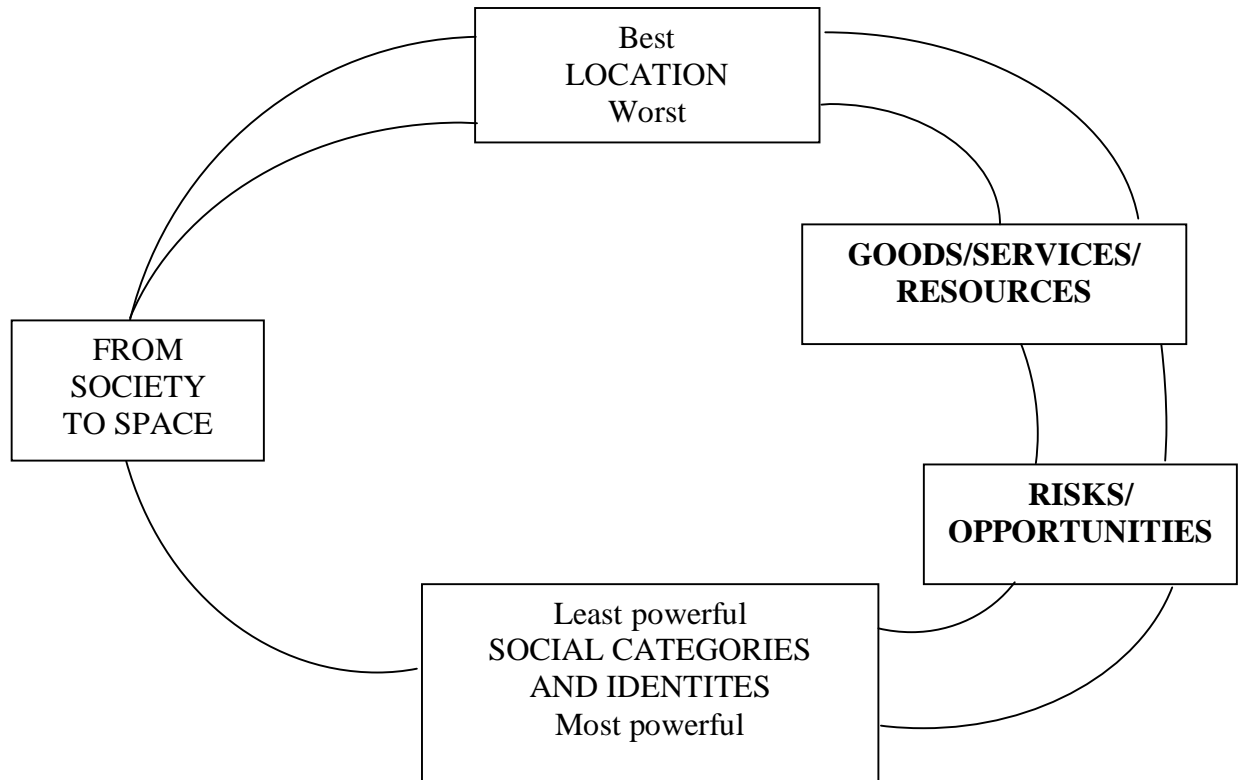 Best
LOCATION
Worst
GOODS/SERVICES/
RESOURCES
FROM
SOCIETY
TO SPACE
RISKS/
OPPORTUNITIES
Least powerful
SOCIAL CATEGORIES
AND IDENTITES
Most powerful